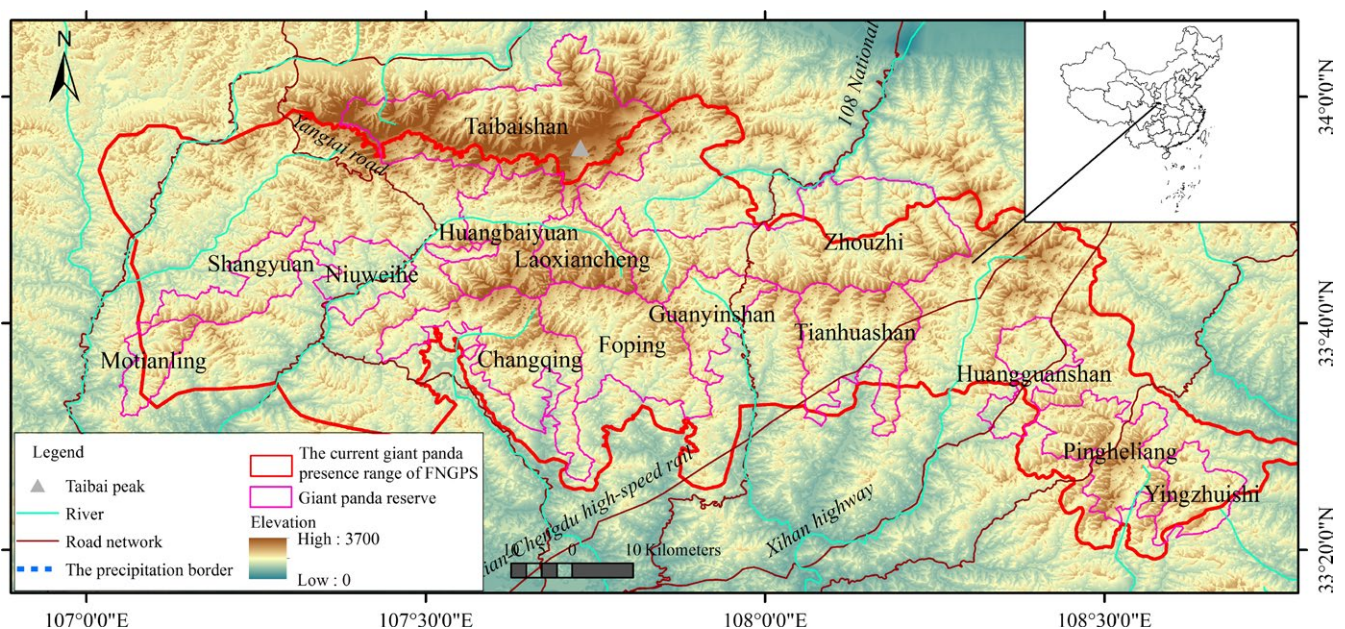 N
108 National
34°0'0"N
Taibaishan
Yangtai road
Huangbaiyuan
Zhouzhi
Shangyuan
Niuweihe
Laoxiancheng
Guanyinshan
Tianhuashan
33°40'0"N
Motianling
Changqing
Foping
Huangguanshan
Pingheliang
Yingzhuishi
Chengdu high-speed rail
Xihan highway
Legend
Taibai peak
River
Road network
The precipitation border
The current giant panda
presence range of FNGPS
Giant panda reserve
Elevation
High : 3700
Low : 0
10 5 0 10 Kilometers
33°20'0"N
107°0'0"E
107°30'0"E
108°0'0"E
108°30'0"E